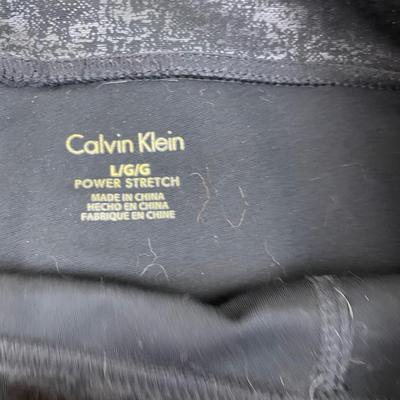 Calvin Klein
L/G/G
POWER STRETCH
MADE IN CHINA
HECHO EN CHINA
FABRIQUE EN CHINE